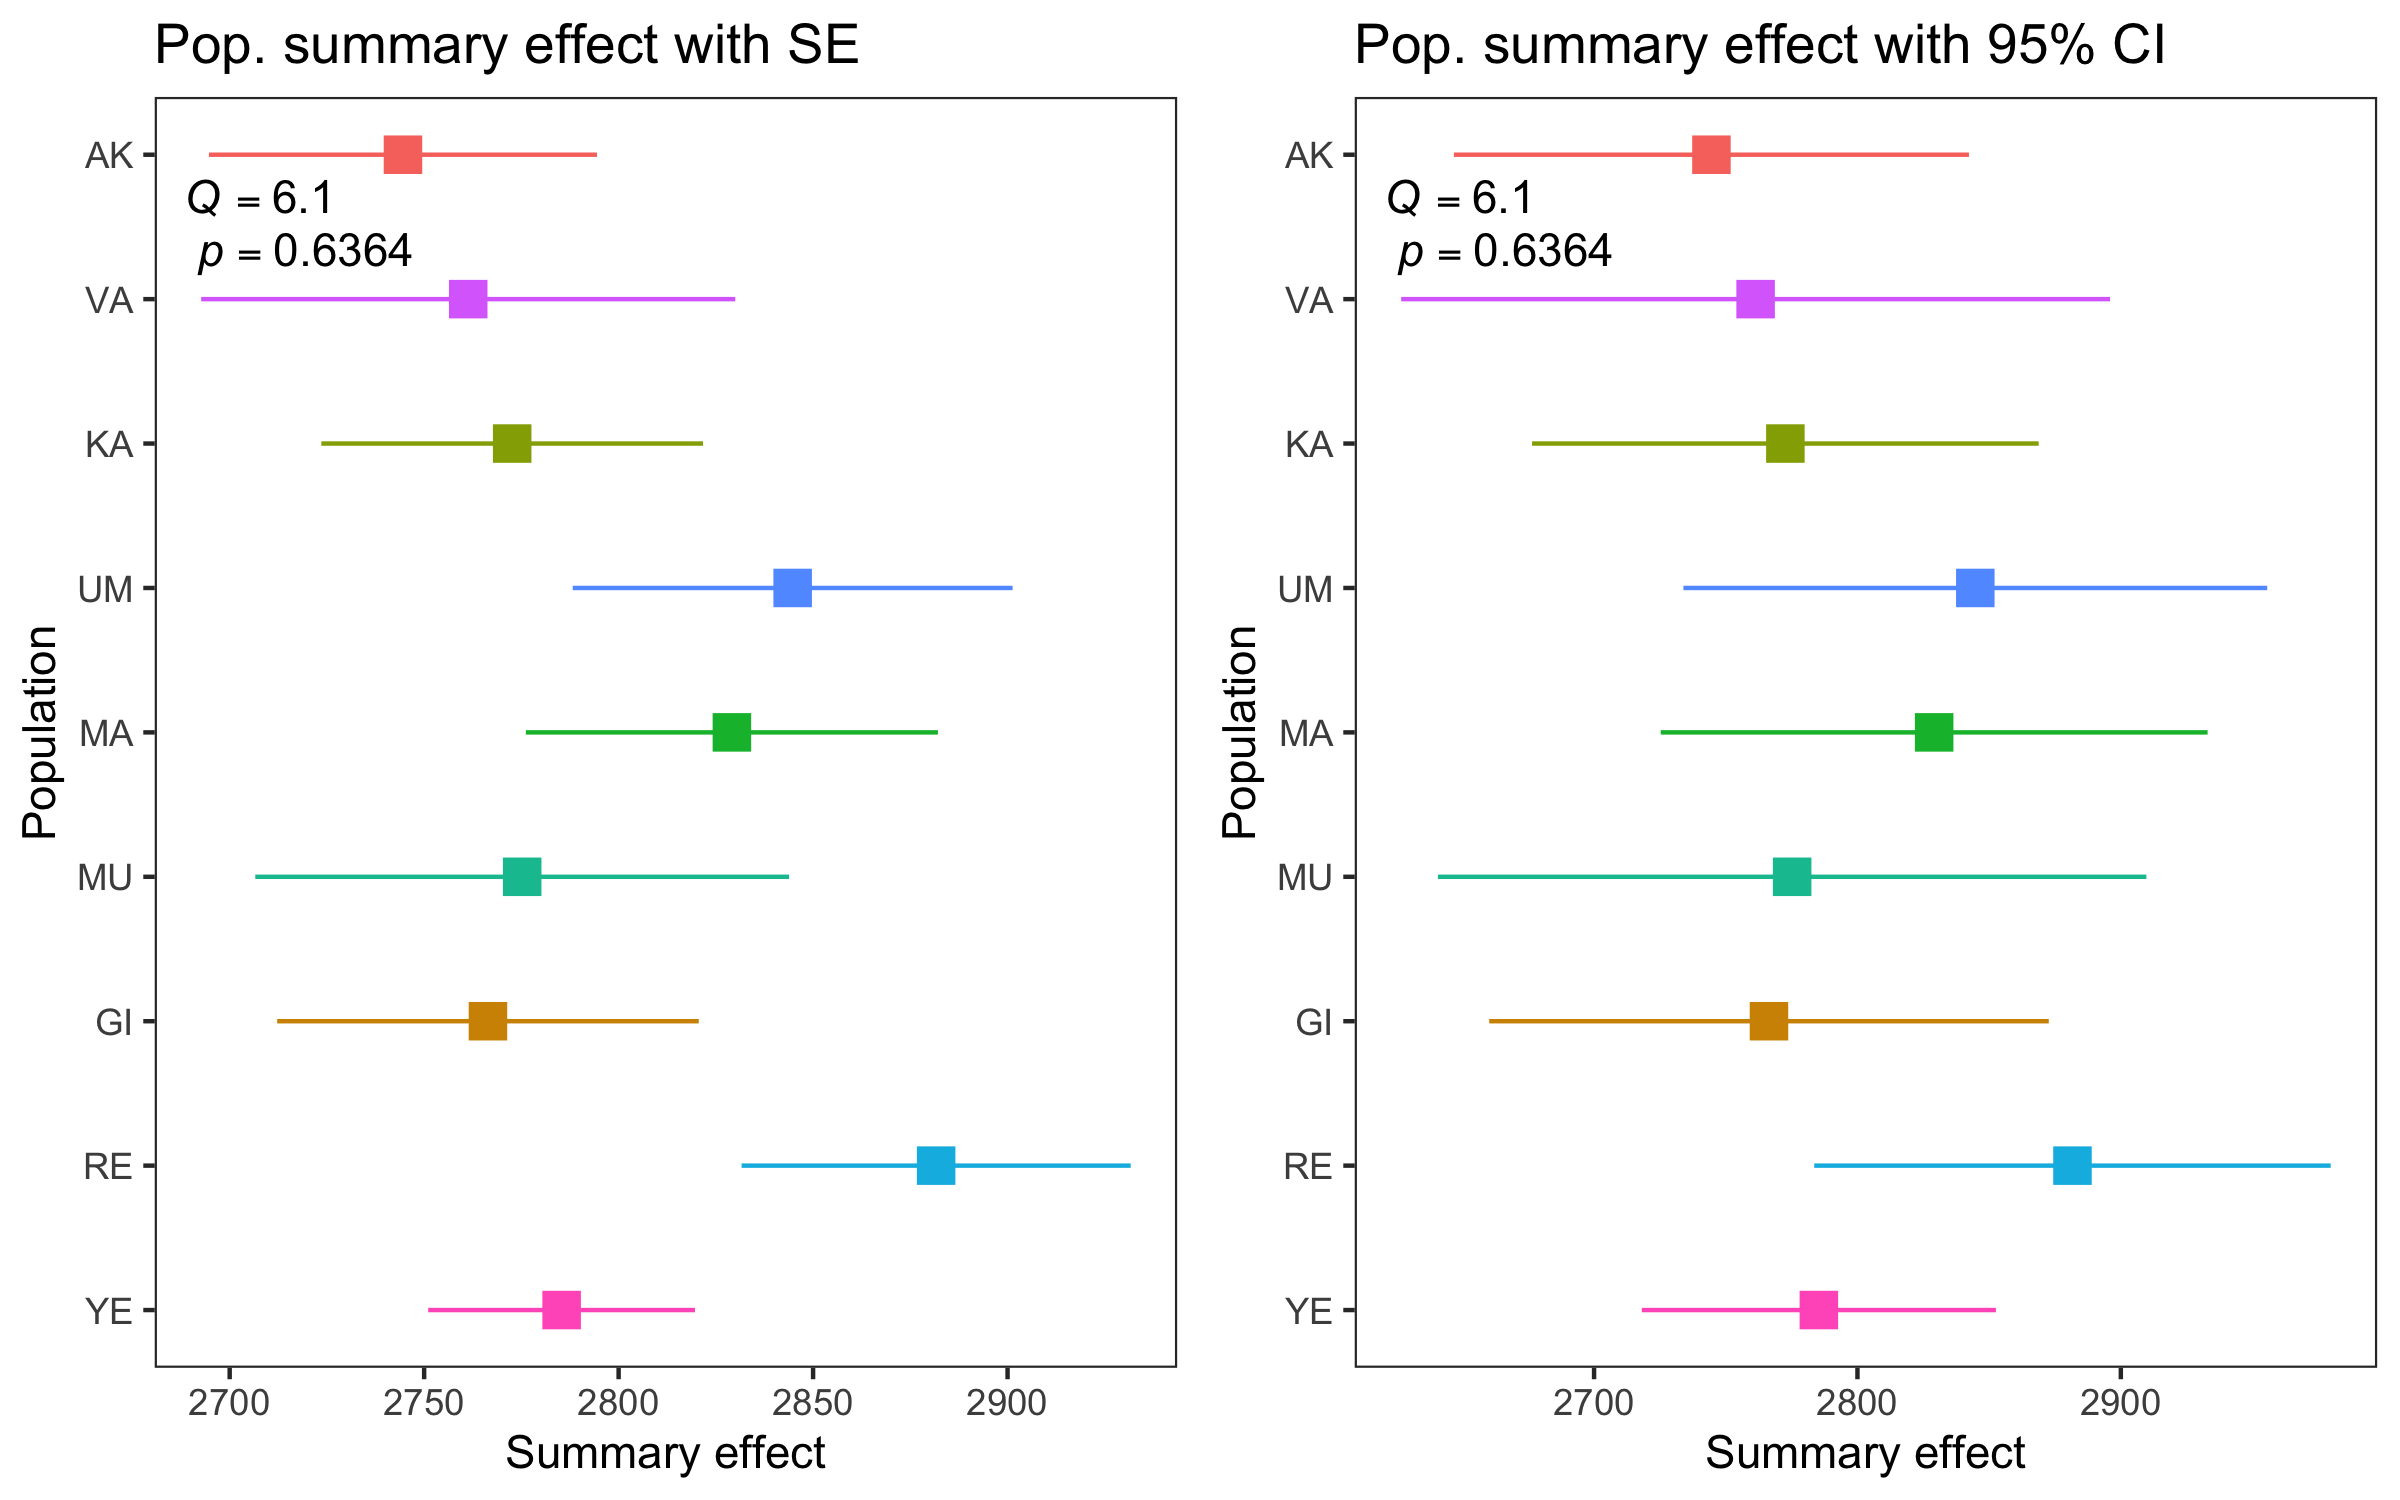 Pop. summary effect with SE
AK
Q = 6.1
p = 0.6364
VA
KA
UM
MA
MU
GI
RE
YE
Population
2700 2750 2800 2850 2900
Summary effect
Pop. summary effect with 95% CI
AK
Q = 6.1
p = 0.6364
VA
KA
UM
MA
MU
GI
RE
YE
Population
2700 2800 2900
Summary effect